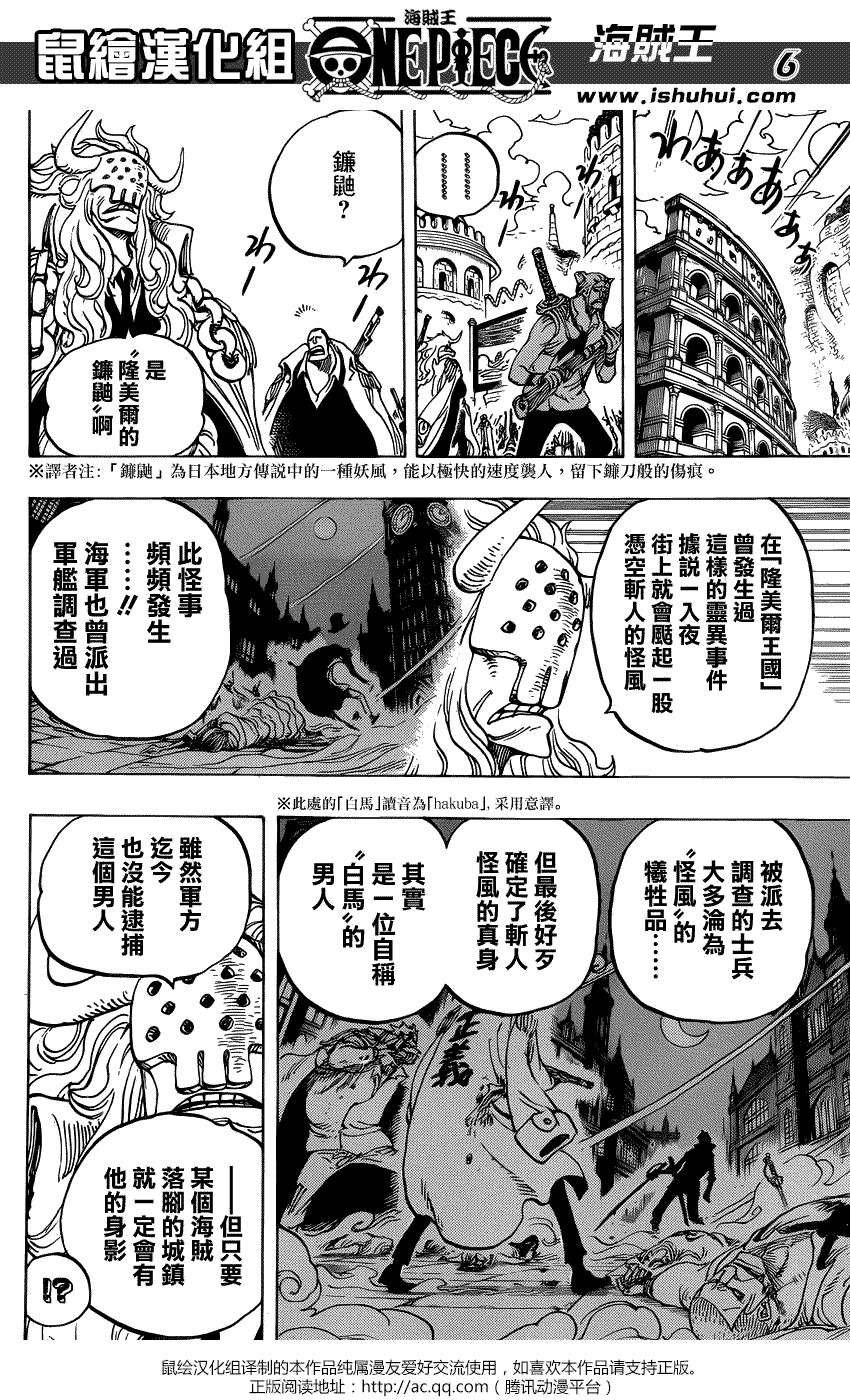 鼠繪漢化組
海賊王
ONE PIECE
海賊王
6
www.ishuhui.com
わあぁあぁあぁ
………
………
わ
鐮鼬？
わ
わ
是
〝隆美爾的
鐮鼬〞啊
※譯者注：「鐮鼬」為日本地方傳説中的一種妖風，能以極快的速度襲人，留下鐮刀般的傷痕。
在「隆美爾王國」
曾發生過
這樣的靈異事件
據說一入夜
街上就會颳起一股
憑空斬人的怪風
此怪事
頻頻發生
……!!
海軍也曾派出
軍艦調查過
※此處的「白馬」讀音為「hakuba」，采用意譯。
被派去
調查的士兵
大多淪為
〝怪風〞的
犧牲品……
但最後好歹
確定了斬人
怪風的真身
其實
是一位自稱
〝白馬〞的
男人
正義
雖然軍方
迄今
也沒能逮捕
這個男人
——但只要
某個海賊
落腳的城鎮
就一定會有
他的身影
!?
鼠绘汉化组译制的本作品纯属漫友爱好交流使用，如喜欢本作品请支持正版。
正版阅读地址：http://ac.qq.com（腾讯动漫平台）